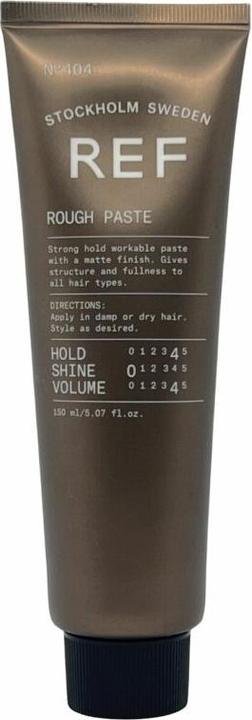 Nº404
STOCKHOLM SWEDEN
REF
ROUGH PASTE
Strong hold workable paste
with a matte finish. Gives
structure and fullness to
all hair types.
DIRECTIONS:
Apply in damp or dry hair.
Style as desired.
HOLD 0 1 2 3 4 5
SHINE 0 1 2 3 4 5
VOLUME 0 1 2 3 4 5
150 ml/5.07 fl.oz.